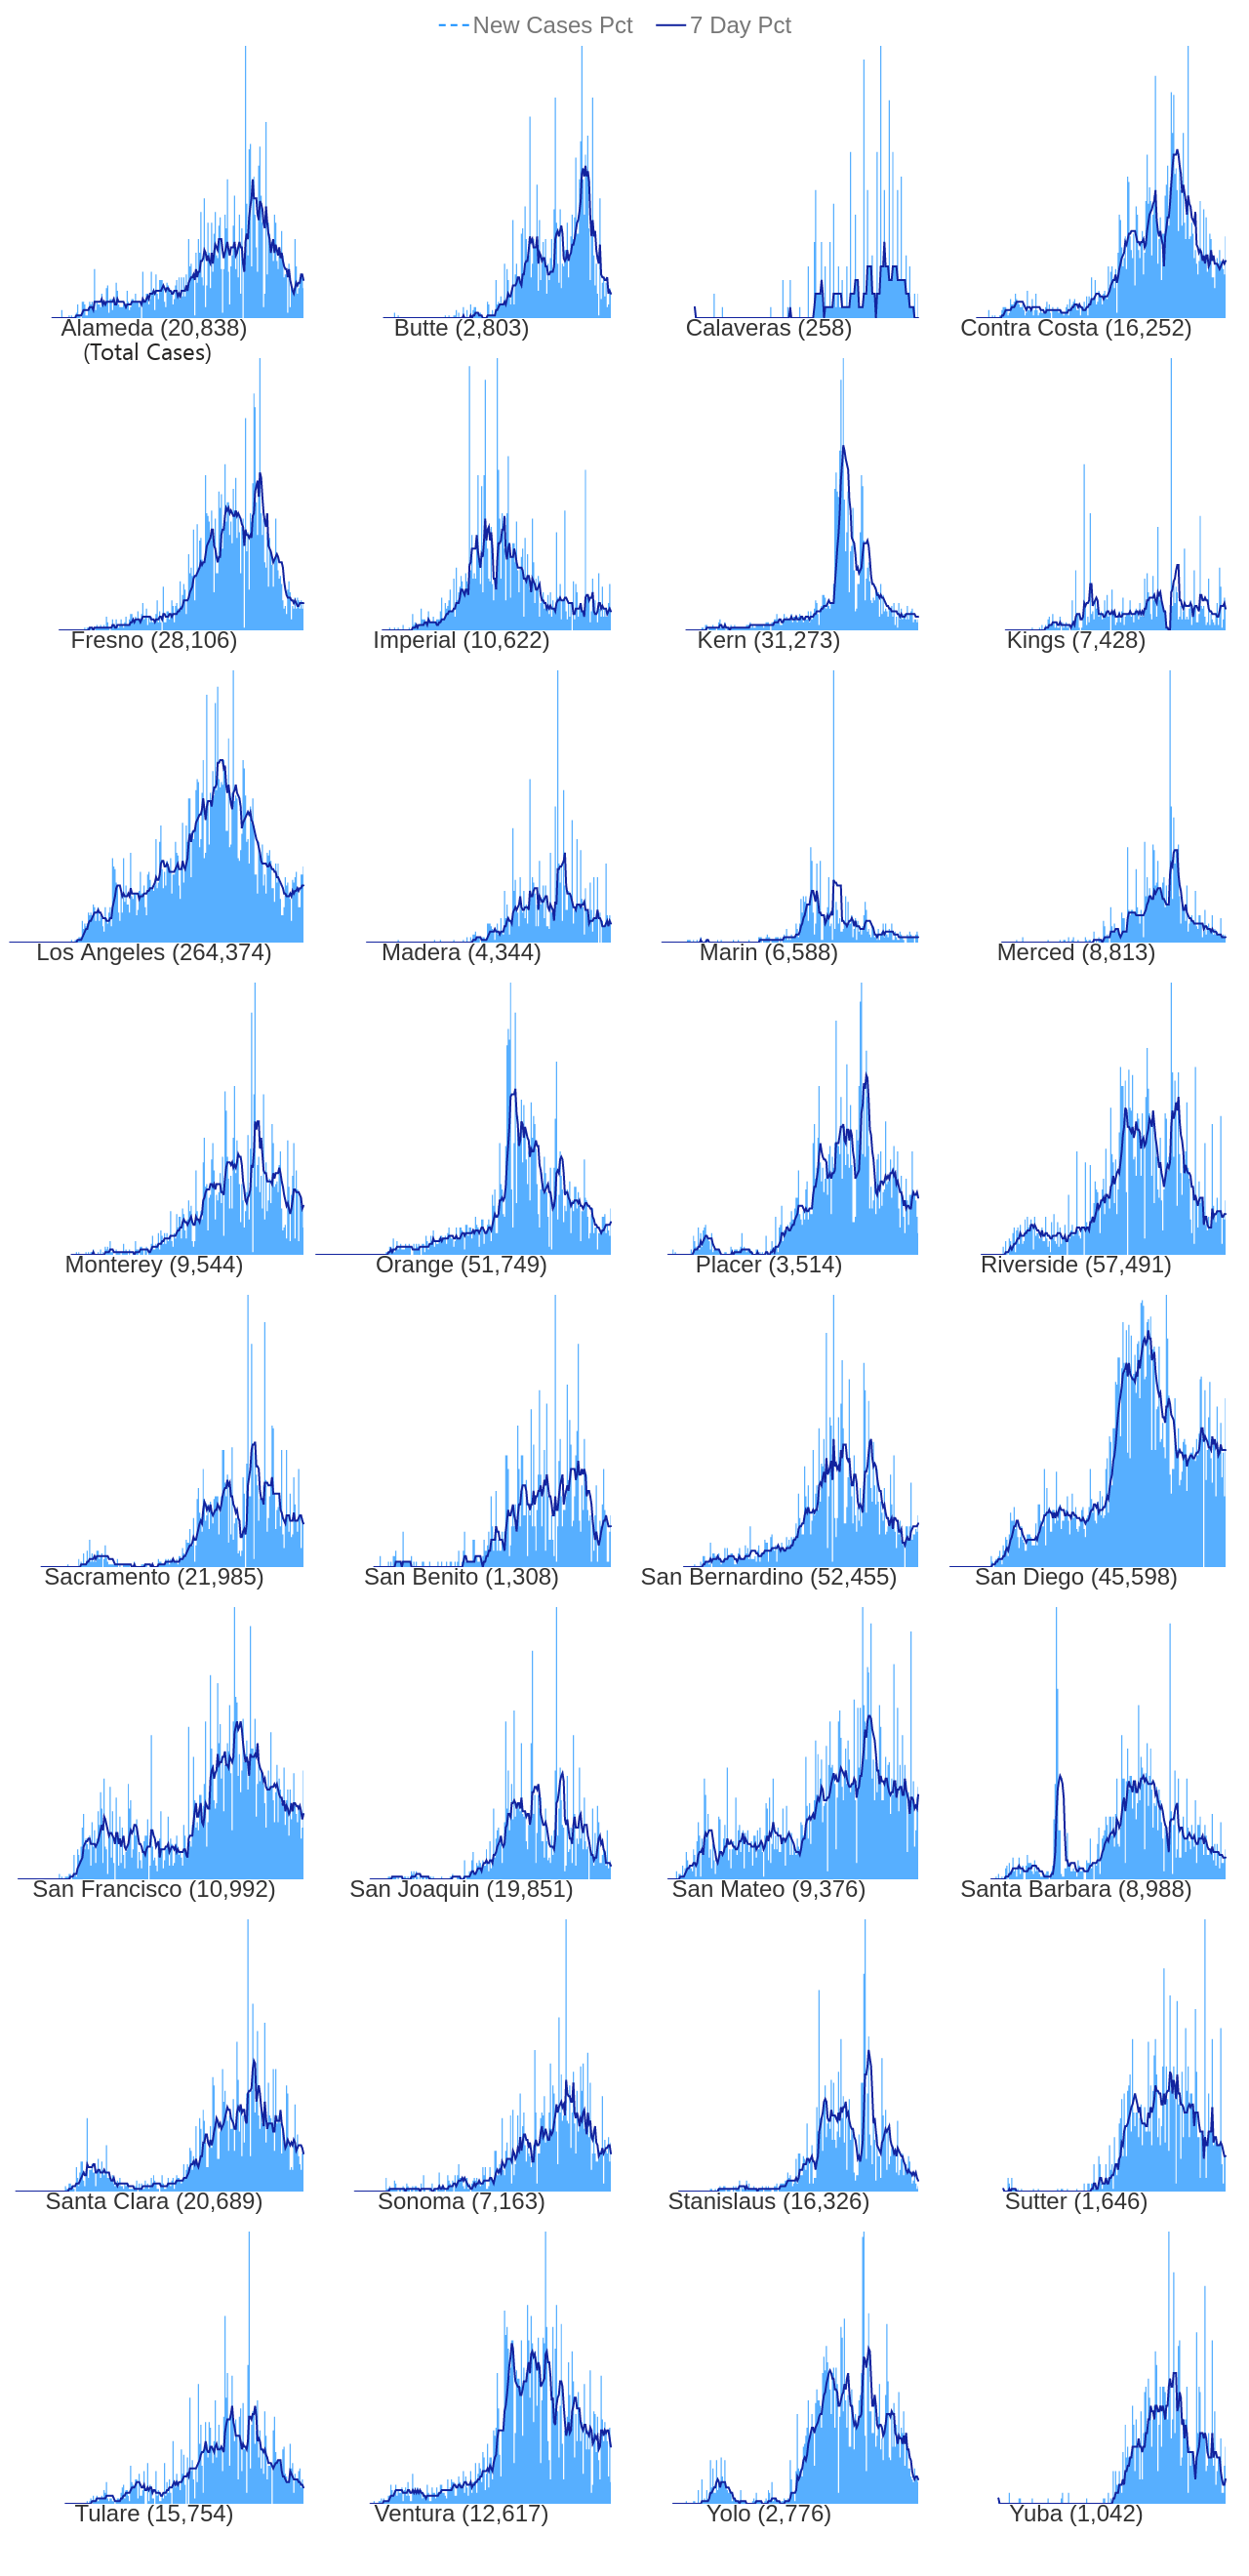 New Cases Pct 7 Day Pct
Alameda (20,838) Butte (2,803) Calaveras (258) Contra Costa (16,252)
(Total Cases)
Fresno (28,106) Imperial (10,622) Kern (31,273) Kings (7,428)
Los Angeles (264,374) Madera (4,344) Marin (6,588) Merced (8,813)
Monterey (9,544) Orange (51,749) Placer (3,514) Riverside (57,491)
Sacramento (21,985) San Benito (1,308) San Bernardino (52,455) San Diego (45,598)
San Francisco (10,992) San Joaquin (19,851) San Mateo (9,376) Santa Barbara (8,988)
Santa Clara (20,689) Sonoma (7,163) Stanislaus (16,326) Sutter (1,646)
Tulare (15,754) Ventura (12,617) Yolo (2,776) Yuba (1,042)